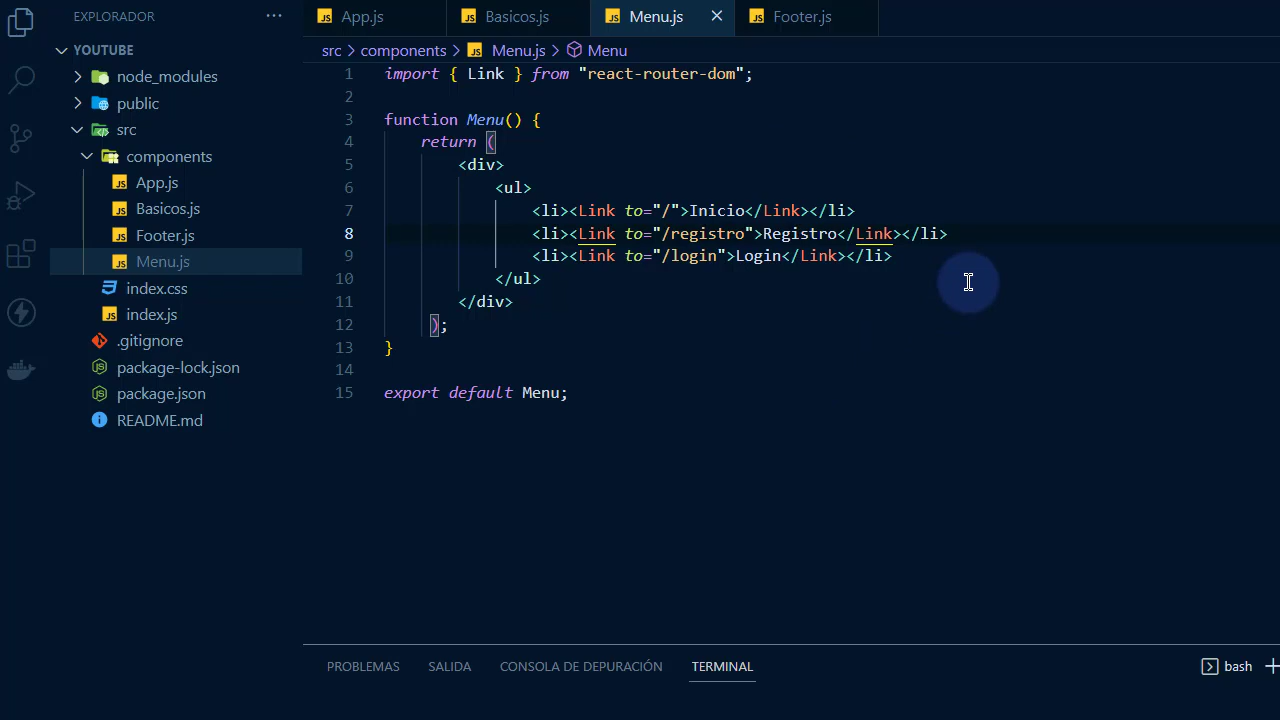 EXPLORADOR ···
YOUTUBE
node_modules
public
src
components
App.js
Basicos.js
Footer.js
Menu.js
index.css
index.js
.gitignore
package-lock.json
package.json
README.md
App.js Basicos.js Menu.js Footer.js
src > components > Menu.js > Menu
1 import { Link } from "react-router-dom";
2
3 function Menu() {
4 return (
5 <div>
6 <ul>
7 <li><Link to="/">Inicio</Link></li>
8 <li><Link to="/registro">Registro</Link></li>
9 <li><Link to="/login">Login</Link></li>
10 </ul>
11 </div>
12 );
13 }
14
15 export default Menu;
PROBLEMAS SALIDA CONSOLA DE DEPURACIÓN TERMINAL bash